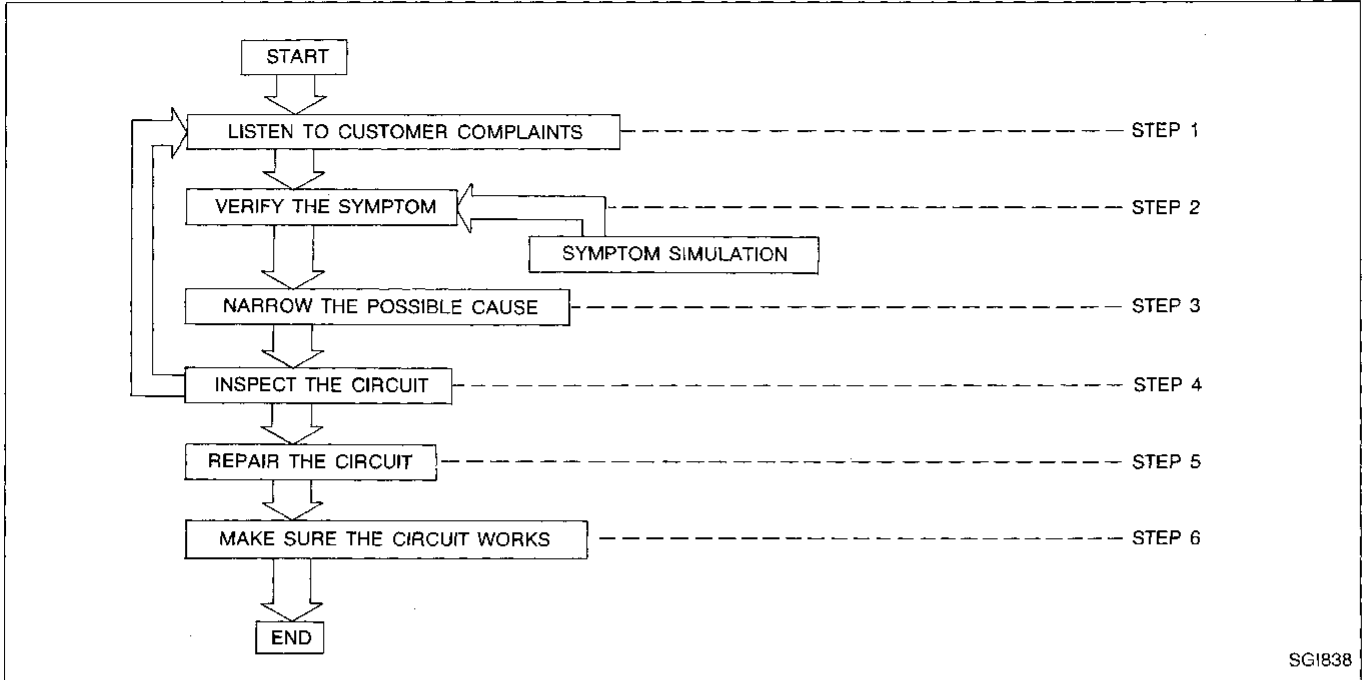 START
LISTEN TO CUSTOMER COMPLAINTS STEP 1
VERIFY THE SYMPTOM STEP 2
SYMPTOM SIMULATION
NARROW THE POSSIBLE CAUSE STEP 3
INSPECT THE CIRCUIT STEP 4
REPAIR THE CIRCUIT STEP 5
MAKE SURE THE CIRCUIT WORKS STEP 6
END
SGI838